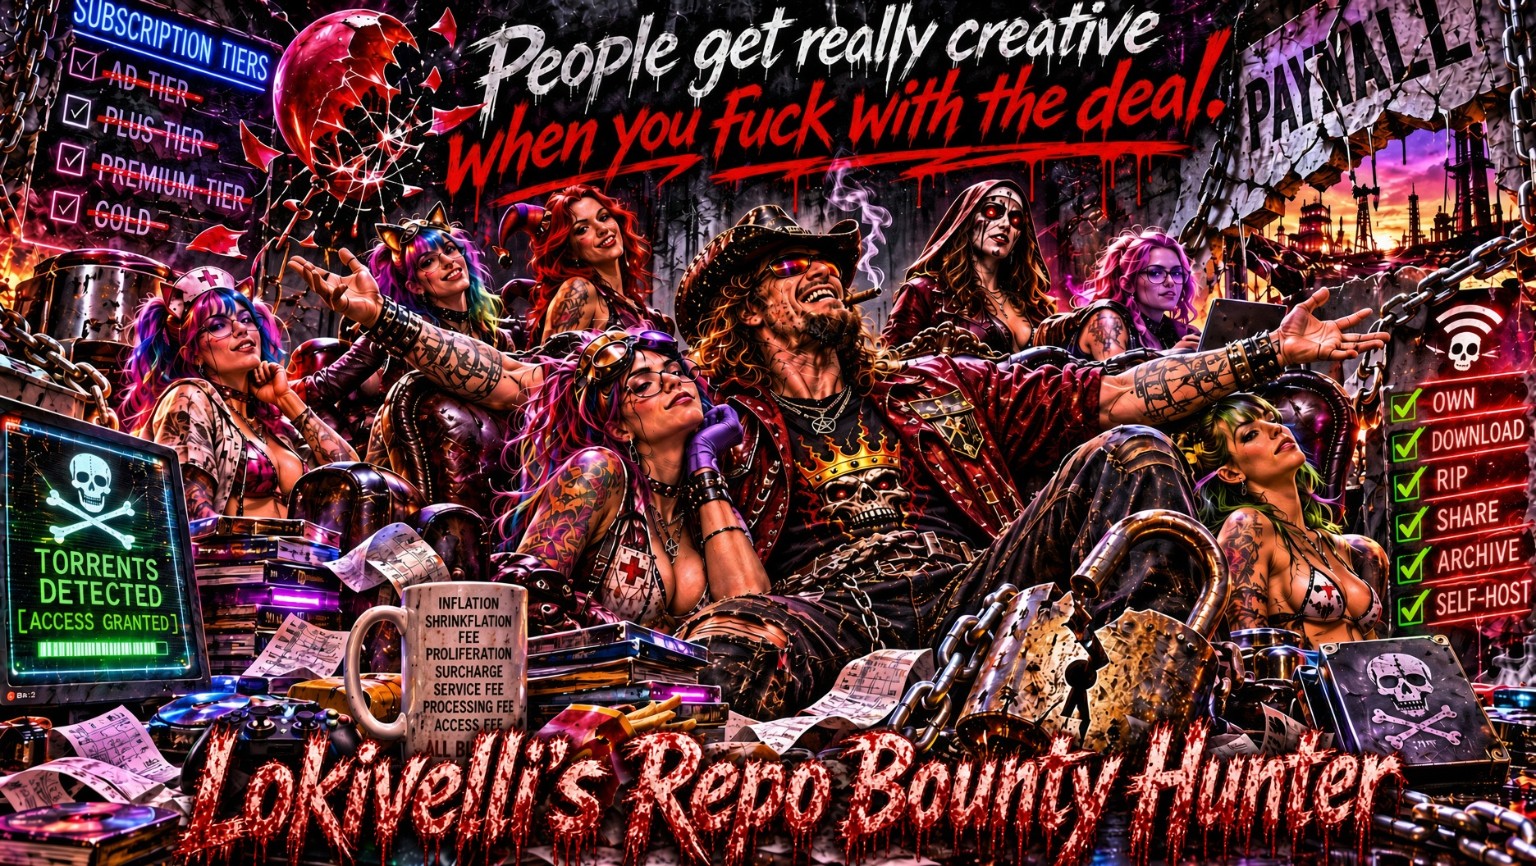 SUBSCRIPTION TIERS
AD TIER
PLUS TIER
PREMIUM TIER
GOLD
People get really creative
when you fuck with the deal.
PAYWALL
OWN
DOWNLOAD
RIP
SHARE
ARCHIVE
SELF-HOST
TORRENTS
DETECTED
[ACCESS GRANTED]
INFLATION
SHRINKFLATION
FEE
PROLIFERATION
SURCHARGE
SERVICE FEE
PROCESSING FEE
ACCESS FEE
Lokivelli's Repo Bounty Hunter